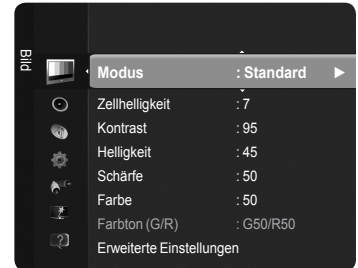 Bild
Modus : Standard ►
Zellhelligkeit : 7
Kontrast : 95
Helligkeit : 45
Schärfe : 50
Farbe : 50
Farbton (G/R) : G50/R50
Erweiterte Einstellungen